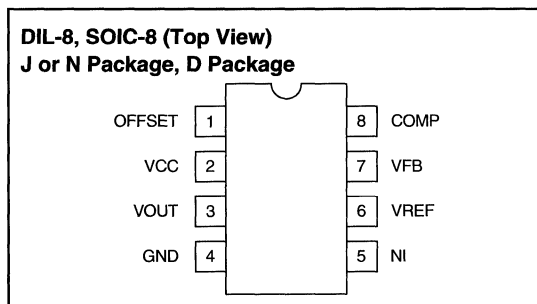 DIL-8, SOIC-8 (Top View)
J or N Package, D Package
OFFSET 1 8 COMP
VCC 2 7 VFB
VOUT 3 6 VREF
GND 4 5 NI